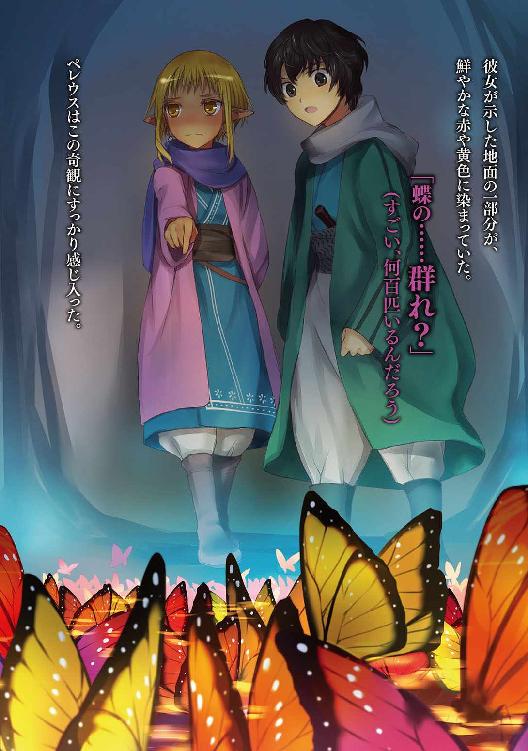 彼女が示した地面の一部分が、
鮮やかな赤や黄色に染まっていた。
「蝶の……群れ?」
(すごい、何百匹いるんだろう)
ペレウスはこの奇観にすっかり感じ入った。